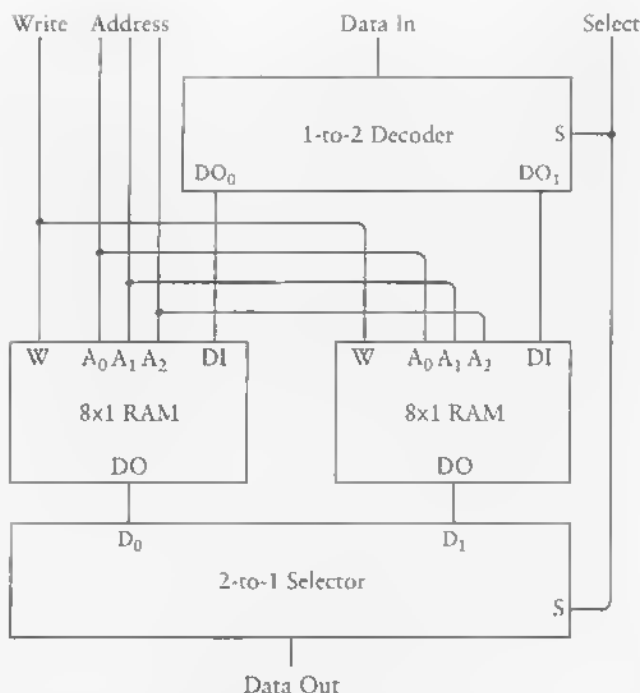 Write Address Data In Select
1-to-2 Decoder S
DO₀ DO₁
W A₀ A₁ A₂ DI W A₀ A₁ A₂ DI
8x1 RAM 8x1 RAM
DO DO
D₀ D₁
2-to-1 Selector
S
Data Out